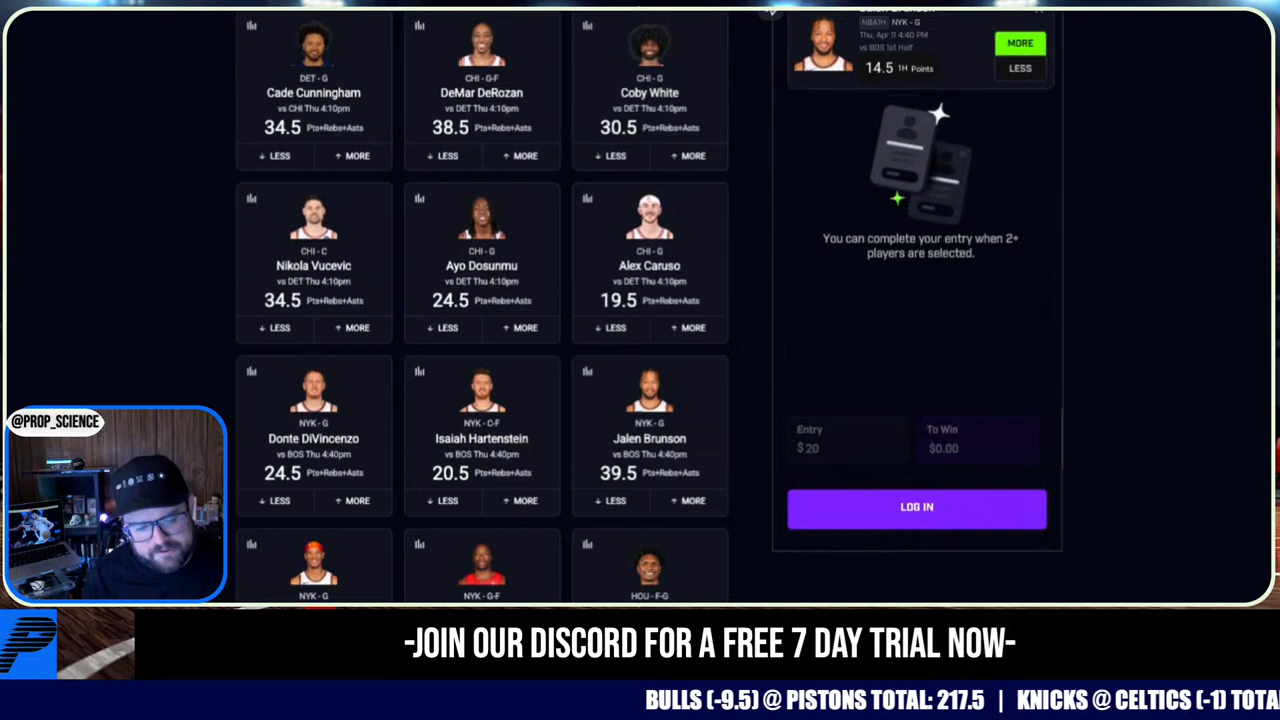 NBA1H NYK - G
Thu, Apr 11 4:40 PM
vs BOS 1st Half
14.5 1H Points
MORE
LESS
DET - G
Cade Cunningham
vs CHI Thu 4:10pm
34.5 Pts+Rebs+Asts
↓ LESS ↑ MORE
CHI - G-F
DeMar DeRozan
vs DET Thu 4:10pm
38.5 Pts+Rebs+Asts
↓ LESS ↑ MORE
CHI - G
Coby White
vs DET Thu 4:10pm
30.5 Pts+Rebs+Asts
↓ LESS ↑ MORE
CHI - C
Nikola Vucevic
vs DET Thu 4:10pm
34.5 Pts+Rebs+Asts
↓ LESS ↑ MORE
CHI - G
Ayo Dosunmu
vs DET Thu 4:10pm
24.5 Pts+Rebs+Asts
↓ LESS ↑ MORE
CHI - G
Alex Caruso
vs DET Thu 4:10pm
19.5 Pts+Rebs+Asts
↓ LESS ↑ MORE
NYK - G
Donte DiVincenzo
vs BOS Thu 4:40pm
24.5 Pts+Rebs+Asts
↓ LESS ↑ MORE
NYK - C-F
Isaiah Hartenstein
vs BOS Thu 4:40pm
20.5 Pts+Rebs+Asts
↓ LESS ↑ MORE
NYK - G
Jalen Brunson
vs BOS Thu 4:40pm
39.5 Pts+Rebs+Asts
↓ LESS ↑ MORE
NYK - G
NYK - G-F
HOU - F-G
You can complete your entry when 2+
players are selected.
Entry
$ 20
To Win
$0.00
LOG IN
@PROP_SCIENCE
-JOIN OUR DISCORD FOR A FREE 7 DAY TRIAL NOW-
BULLS (-9.5) @ PISTONS TOTAL: 217.5 | KNICKS @ CELTICS (-1) TOTA